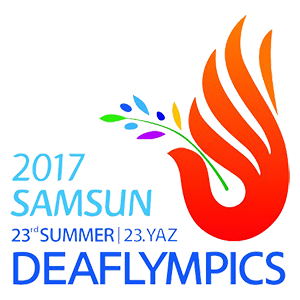 2017
SAMSUN
23rd SUMMER | 23.YAZ
DEAFLYMPICS